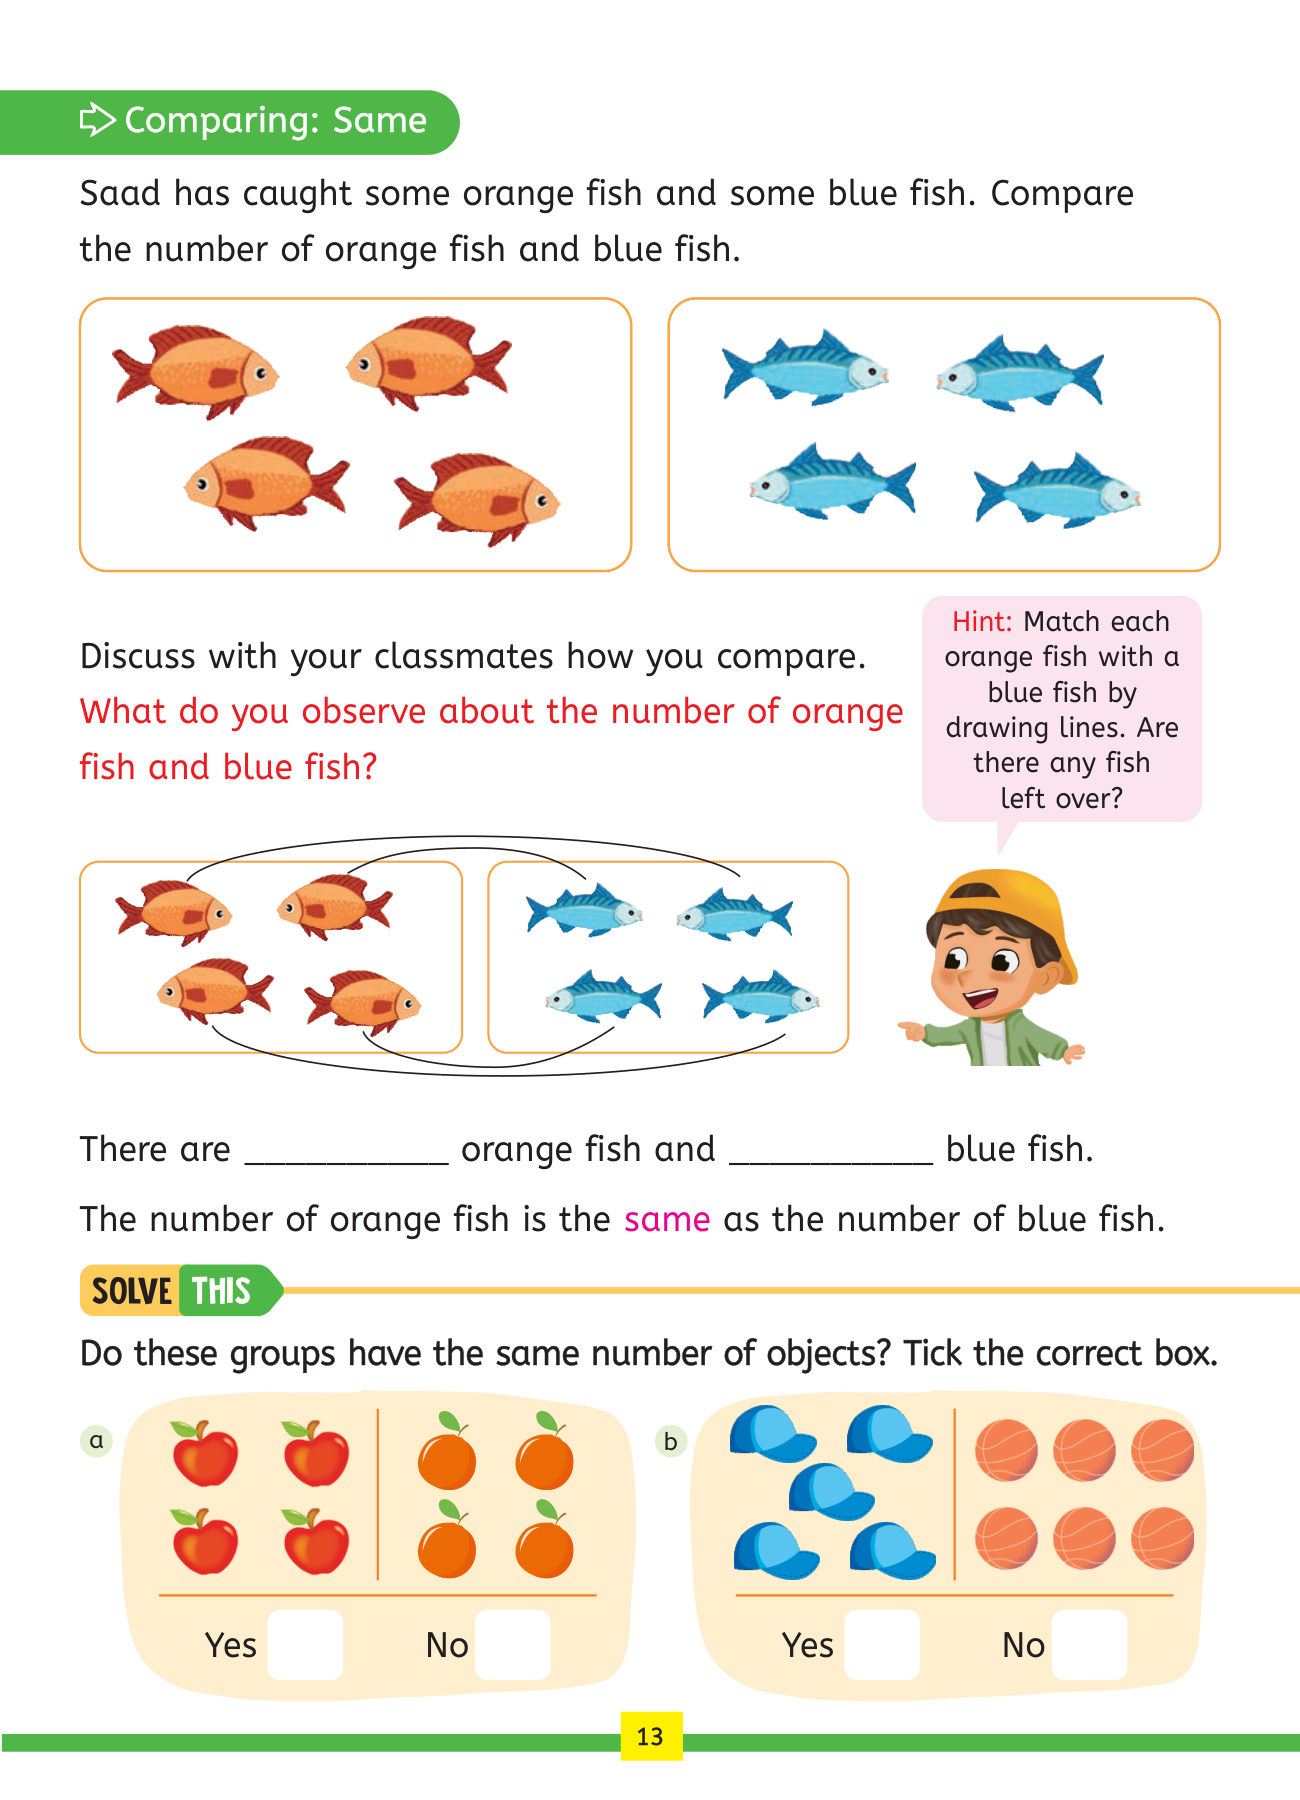 Comparing: Same
Saad has caught some orange fish and some blue fish. Compare
the number of orange fish and blue fish.
Discuss with your classmates how you compare.
What do you observe about the number of orange
fish and blue fish?
Hint: Match each
orange fish with a
blue fish by
drawing lines. Are
there any fish
left over?
There are __________ orange fish and __________ blue fish.
The number of orange fish is the same as the number of blue fish.
SOLVE THIS
Do these groups have the same number of objects? Tick the correct box.
a
Yes No
b
Yes No
13